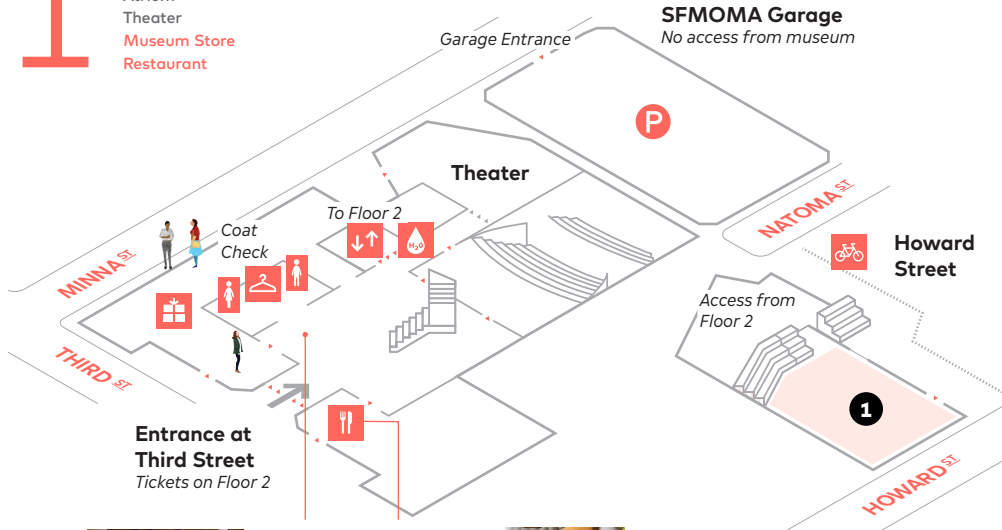 1
Theater
Museum Store
Restaurant
SFMOMA Garage
No access from museum
Garage Entrance
P
Theater
To Floor 2
H₂O
Coat
Check
MINNA ST
NATOMA ST
Howard
Street
Access from
Floor 2
THIRD ST
1
Entrance at
Third Street
Tickets on Floor 2
HOWARD ST